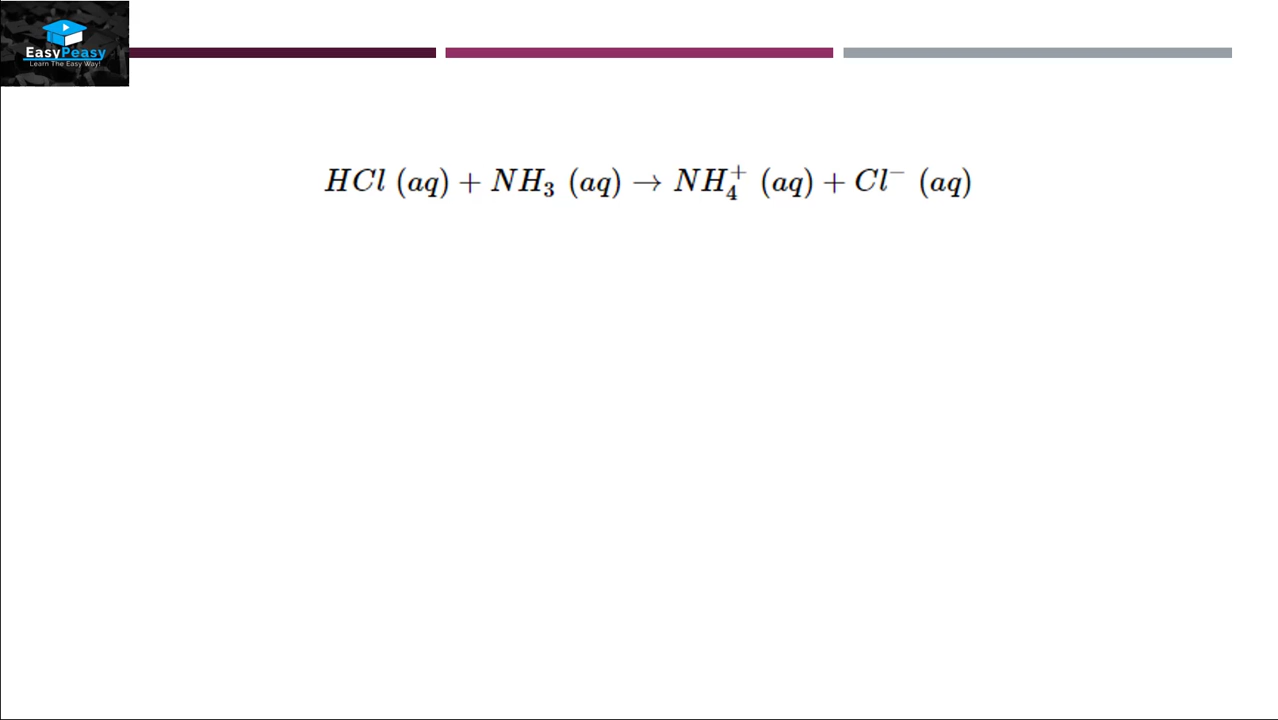 EasyPeasy
Learn The Easy Way!
HCl (aq) + NH₃ (aq) → NH₄⁺ (aq) + Cl⁻ (aq)